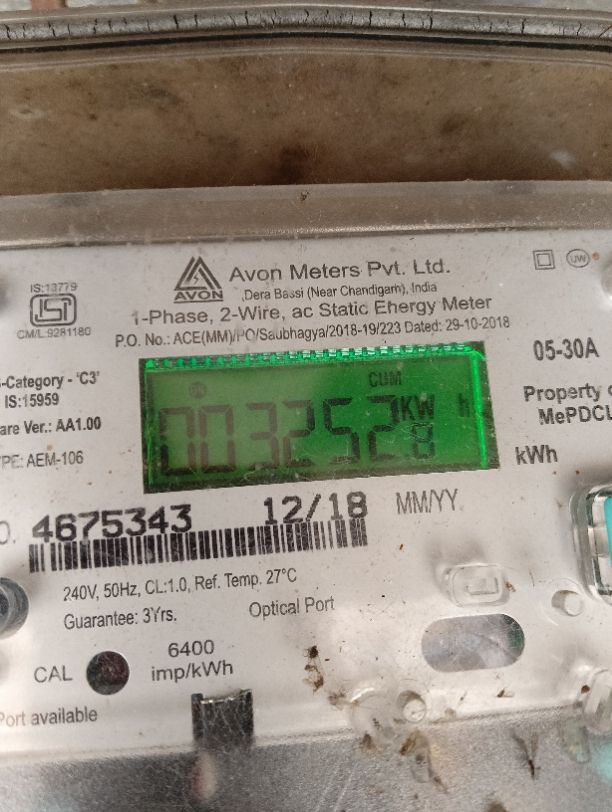 IS:13779
CM/L:9281180
AVON
Avon Meters Pvt. Ltd.
Dera Bassi (Near Chandigarh), India
1-Phase, 2-Wire, ac Static Energy Meter
P.O. No.: ACE(MM)/PO/Saubhagya/2018-19/223 Dated: 29-10-2018
UW
05-30A
-Category - 'C3'
IS:15959
are Ver.: AA1.00
PE: AEM-106
CUM
003252.8 KW h
Property o
MePDCL
kWh
O. 4675343 12/18 MM/YY
240V, 50Hz, CL:1.0, Ref. Temp. 27°C
Guarantee: 3Yrs.
Optical Port
CAL
6400
imp/kWh
Port available